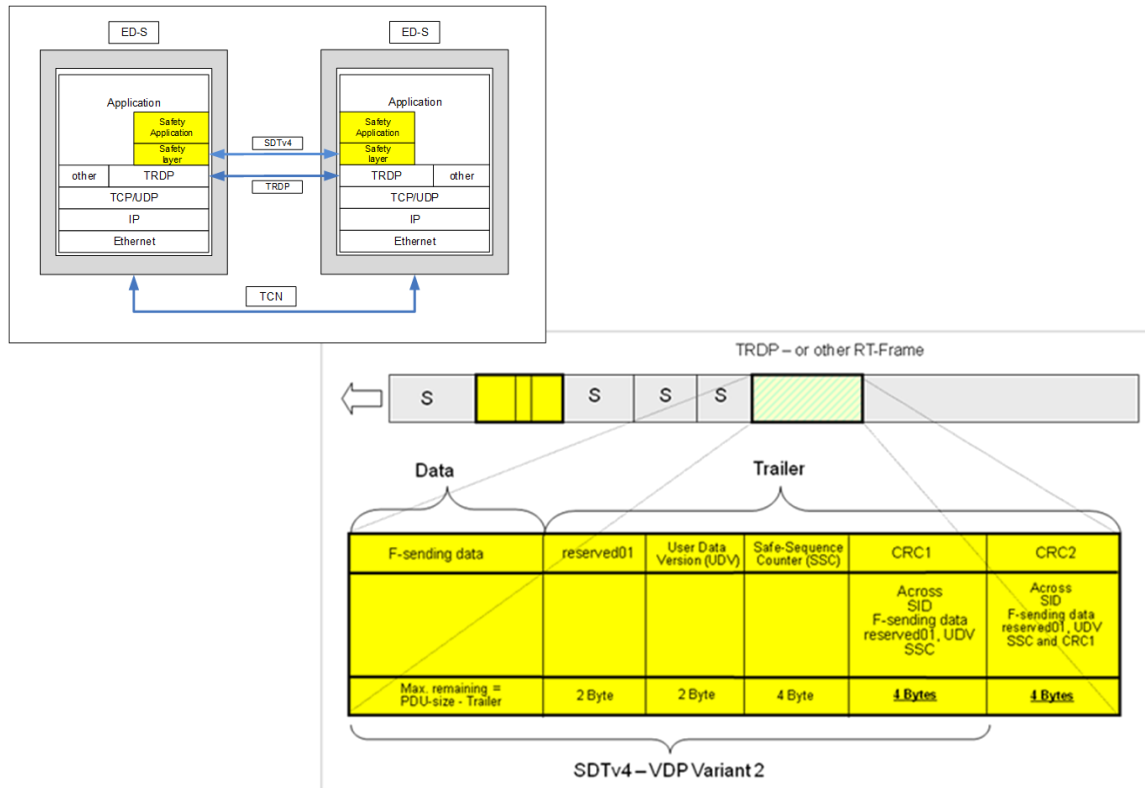 ED-S
ED-S
Application
Application
Safety
Application
Safety
Application
SDTv4
Safety
layer
Safety
layer
other
TRDP
TRDP
TRDP
other
TCP/UDP
TCP/UDP
IP
IP
Ethernet
Ethernet
TCN
TRDP – or other RT-Frame
S
S
S
S
Data
Trailer
F-sending data
reserved01
User Data
Version (UDV)
Safe-Sequence
Counter (SSC)
CRC1
CRC2
Across
SID
F-sending data
reserved01, UDV
SSC
Across
SID
F-sending data
reserved01, UDV
SSC and CRC1
Max. remaining =
PDU-size - Trailer
2 Byte
2 Byte
4 Byte
4 Bytes
4 Bytes
SDTv4 – VDP Variant 2